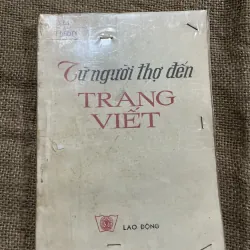 Từ người thợ đến
TRANG
VIẾT
LAO ĐỘNG